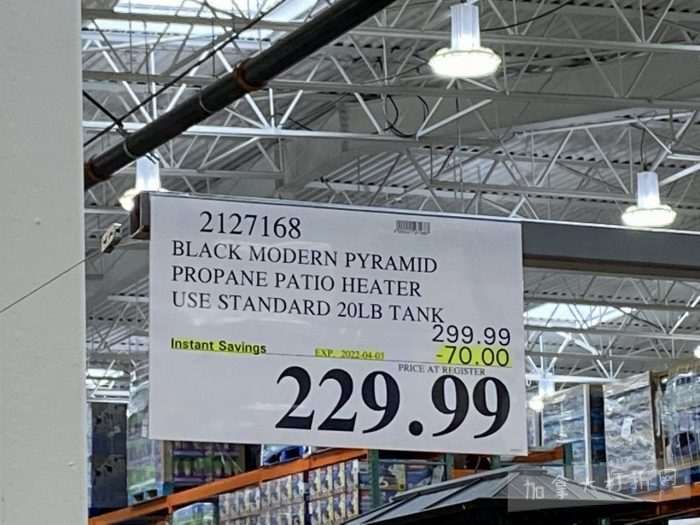 2127168
BLACK MODERN PYRAMID
PROPANE PATIO HEATER
USE STANDARD 20LB TANK
299.99
Instant Savings EXP. 2022-04-03 -70.00
PRICE AT REGISTER
229.99
加拿大打折网